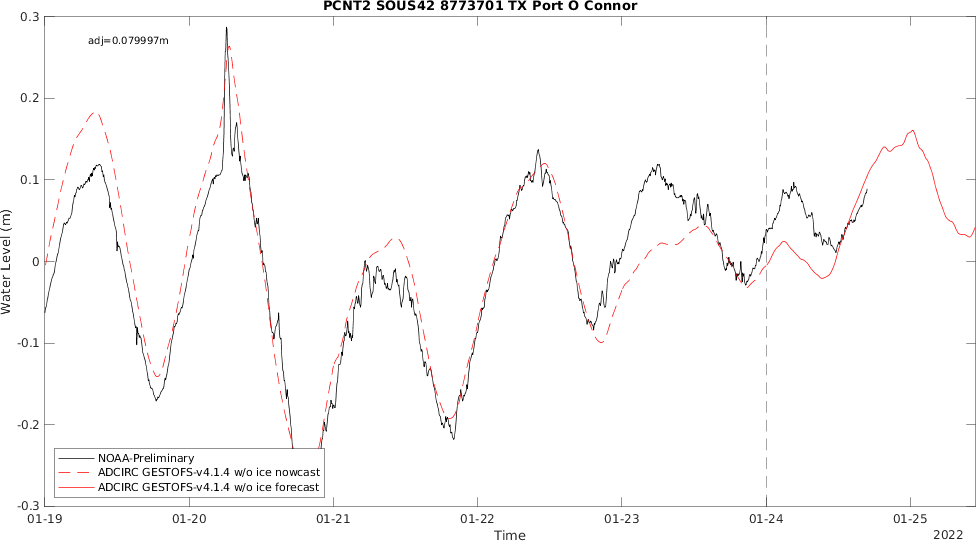 PCNT2 SOUS42 8773701 TX Port O Connor
adj=0.079997m
0.3
0.2
0.1
0
-0.1
-0.2
-0.3
Water Level (m)
NOAA-Preliminary
ADCIRC GESTOFS-v4.1.4 w/o ice nowcast
ADCIRC GESTOFS-v4.1.4 w/o ice forecast
01-19 01-20 01-21 01-22 01-23 01-24 01-25
Time
2022